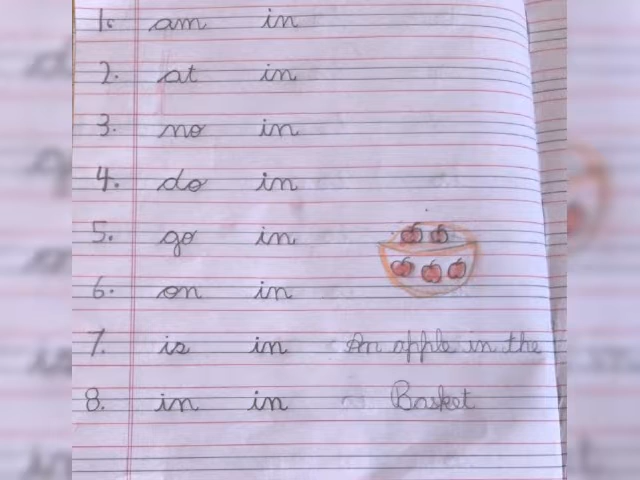 1. am in
2. at in
3. no in
4. do in
5. go in
6. on in
7. is in An apple in the
8. in in Basket